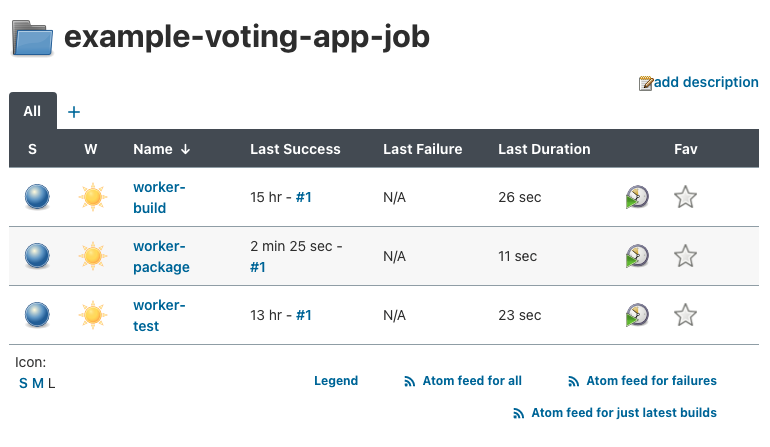 example-voting-app-job
add description
All +
S W Name ↓ Last Success Last Failure Last Duration Fav
worker-
build
15 hr - #1 N/A 26 sec
worker-
package
2 min 25 sec -
#1
N/A 11 sec
worker-
test
13 hr - #1 N/A 23 sec
Icon:
S M L
Legend Atom feed for all Atom feed for failures
Atom feed for just latest builds